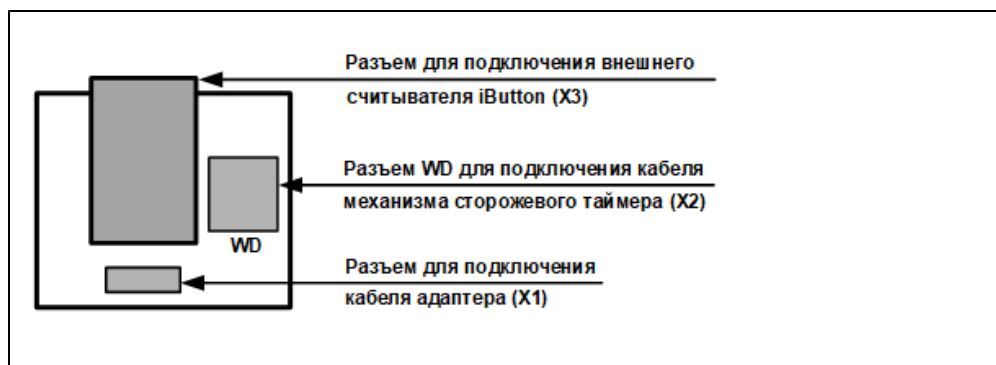 Разъем для подключения внешнего
считывателя iButton (X3)
Разъем WD для подключения кабеля
механизма сторожевого таймера (X2)
WD
Разъем для подключения
кабеля адаптера (X1)